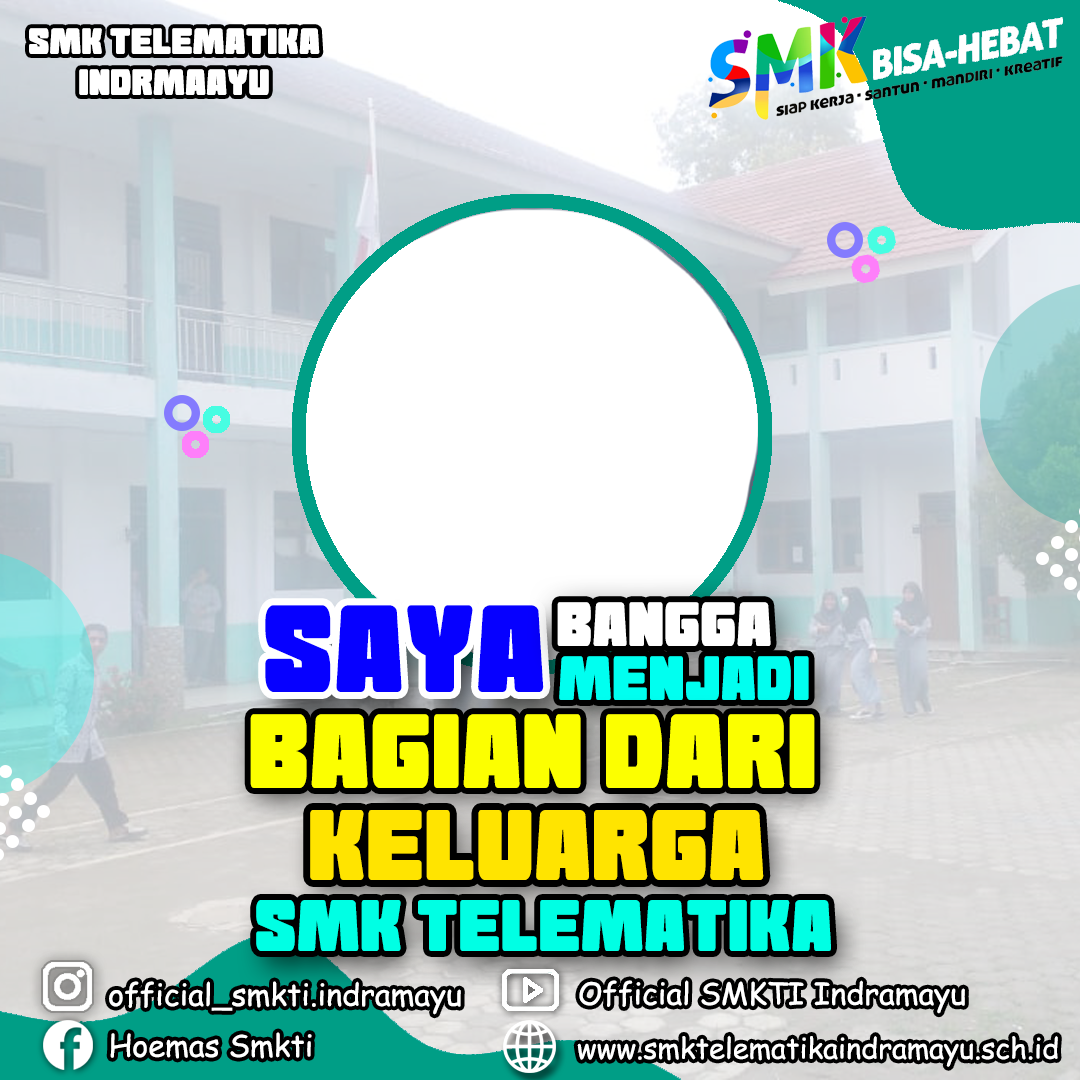 SMK TELEMATIKA
INDRMAAYU
SMK BISA-HEBAT
SIAP KERJA • SANTUN • MANDIRI • KREATIF
SAYA BANGGA
MENJADI
BAGIAN DARI
KELUARGA
SMK TELEMATIKA
official_smkti.indramayu
Official SMKTI Indramayu
Hoemas Smkti
www.smktelematikaindramayu.sch.id